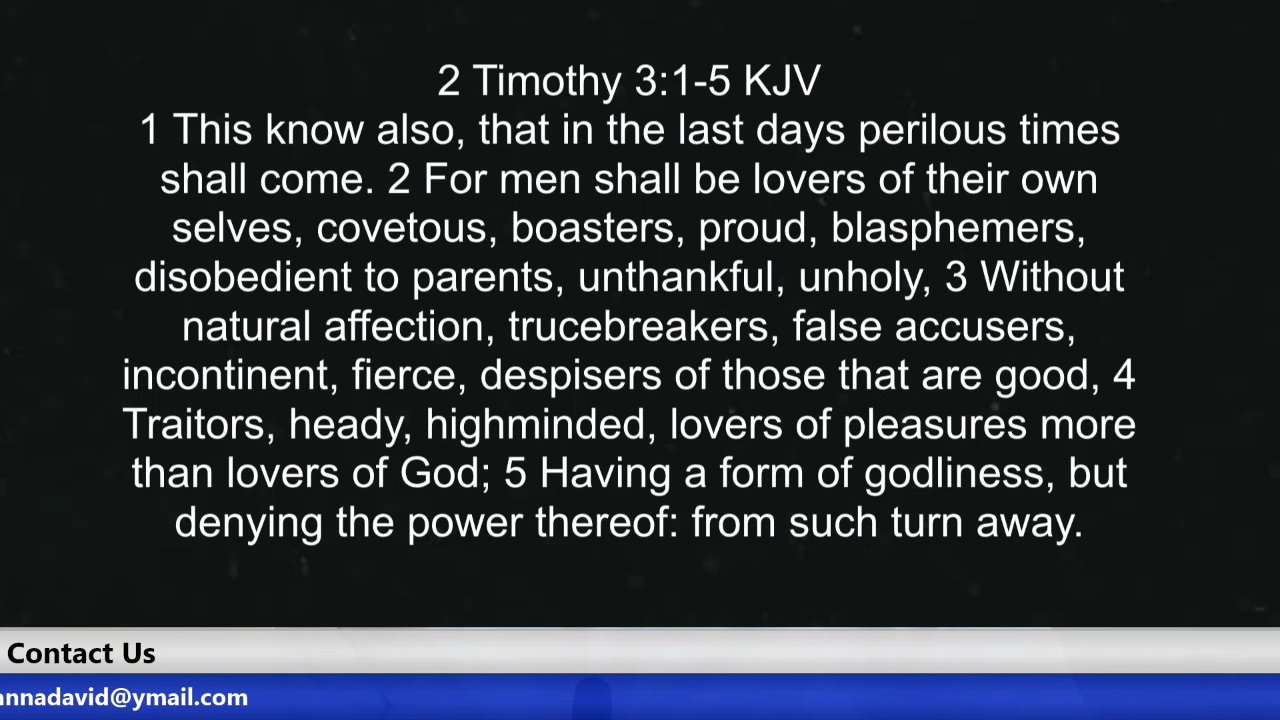 2 Timothy 3:1-5 KJV
1 This know also, that in the last days perilous times
shall come. 2 For men shall be lovers of their own
selves, covetous, boasters, proud, blasphemers,
disobedient to parents, unthankful, unholy, 3 Without
natural affection, trucebreakers, false accusers,
incontinent, fierce, despisers of those that are good, 4
Traitors, heady, highminded, lovers of pleasures more
than lovers of God; 5 Having a form of godliness, but
denying the power thereof: from such turn away.
Contact Us
annadavid@ymail.com